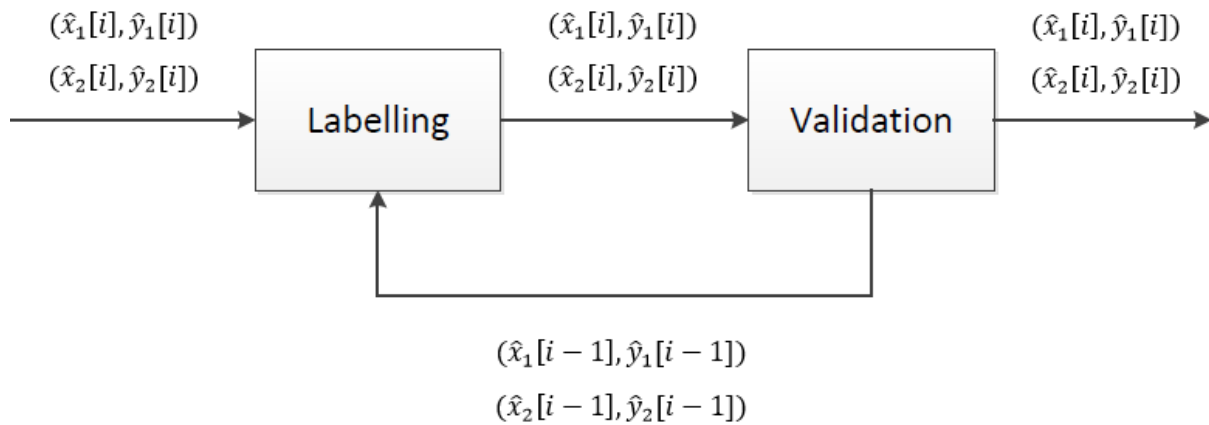 (x̂₁[i], ŷ₁[i])
(x̂₂[i], ŷ₂[i])
Labelling
(x̂₁[i], ŷ₁[i])
(x̂₂[i], ŷ₂[i])
Validation
(x̂₁[i], ŷ₁[i])
(x̂₂[i], ŷ₂[i])
(x̂₁[i − 1], ŷ₁[i − 1])
(x̂₂[i − 1], ŷ₂[i − 1])